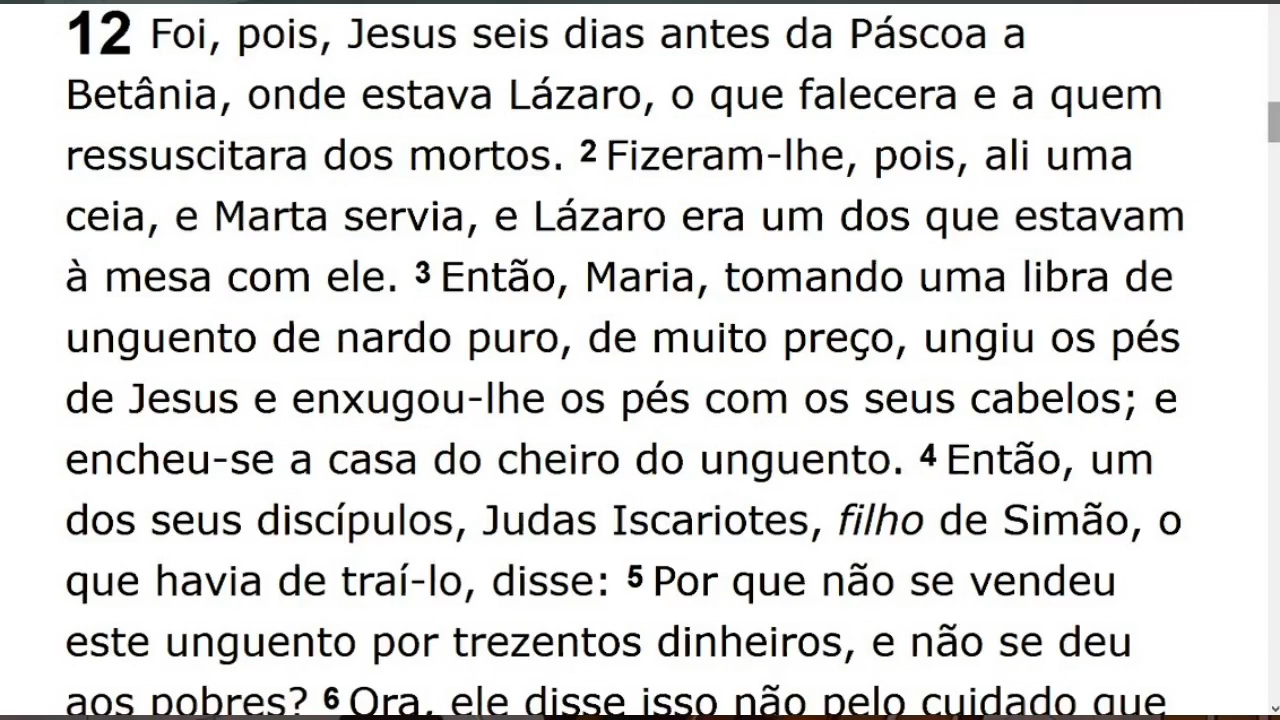 12 Foi, pois, Jesus seis dias antes da Páscoa a
Betânia, onde estava Lázaro, o que falecera e a quem
ressuscitara dos mortos. 2 Fizeram-lhe, pois, ali uma
ceia, e Marta servia, e Lázaro era um dos que estavam
à mesa com ele. 3 Então, Maria, tomando uma libra de
unguento de nardo puro, de muito preço, ungiu os pés
de Jesus e enxugou-lhe os pés com os seus cabelos; e
encheu-se a casa do cheiro do unguento. 4 Então, um
dos seus discípulos, Judas Iscariotes, filho de Simão, o
que havia de traí-lo, disse: 5 Por que não se vendeu
este unguento por trezentos dinheiros, e não se deu
aos pobres? 6 Ora, ele disse isso não pelo cuidado que